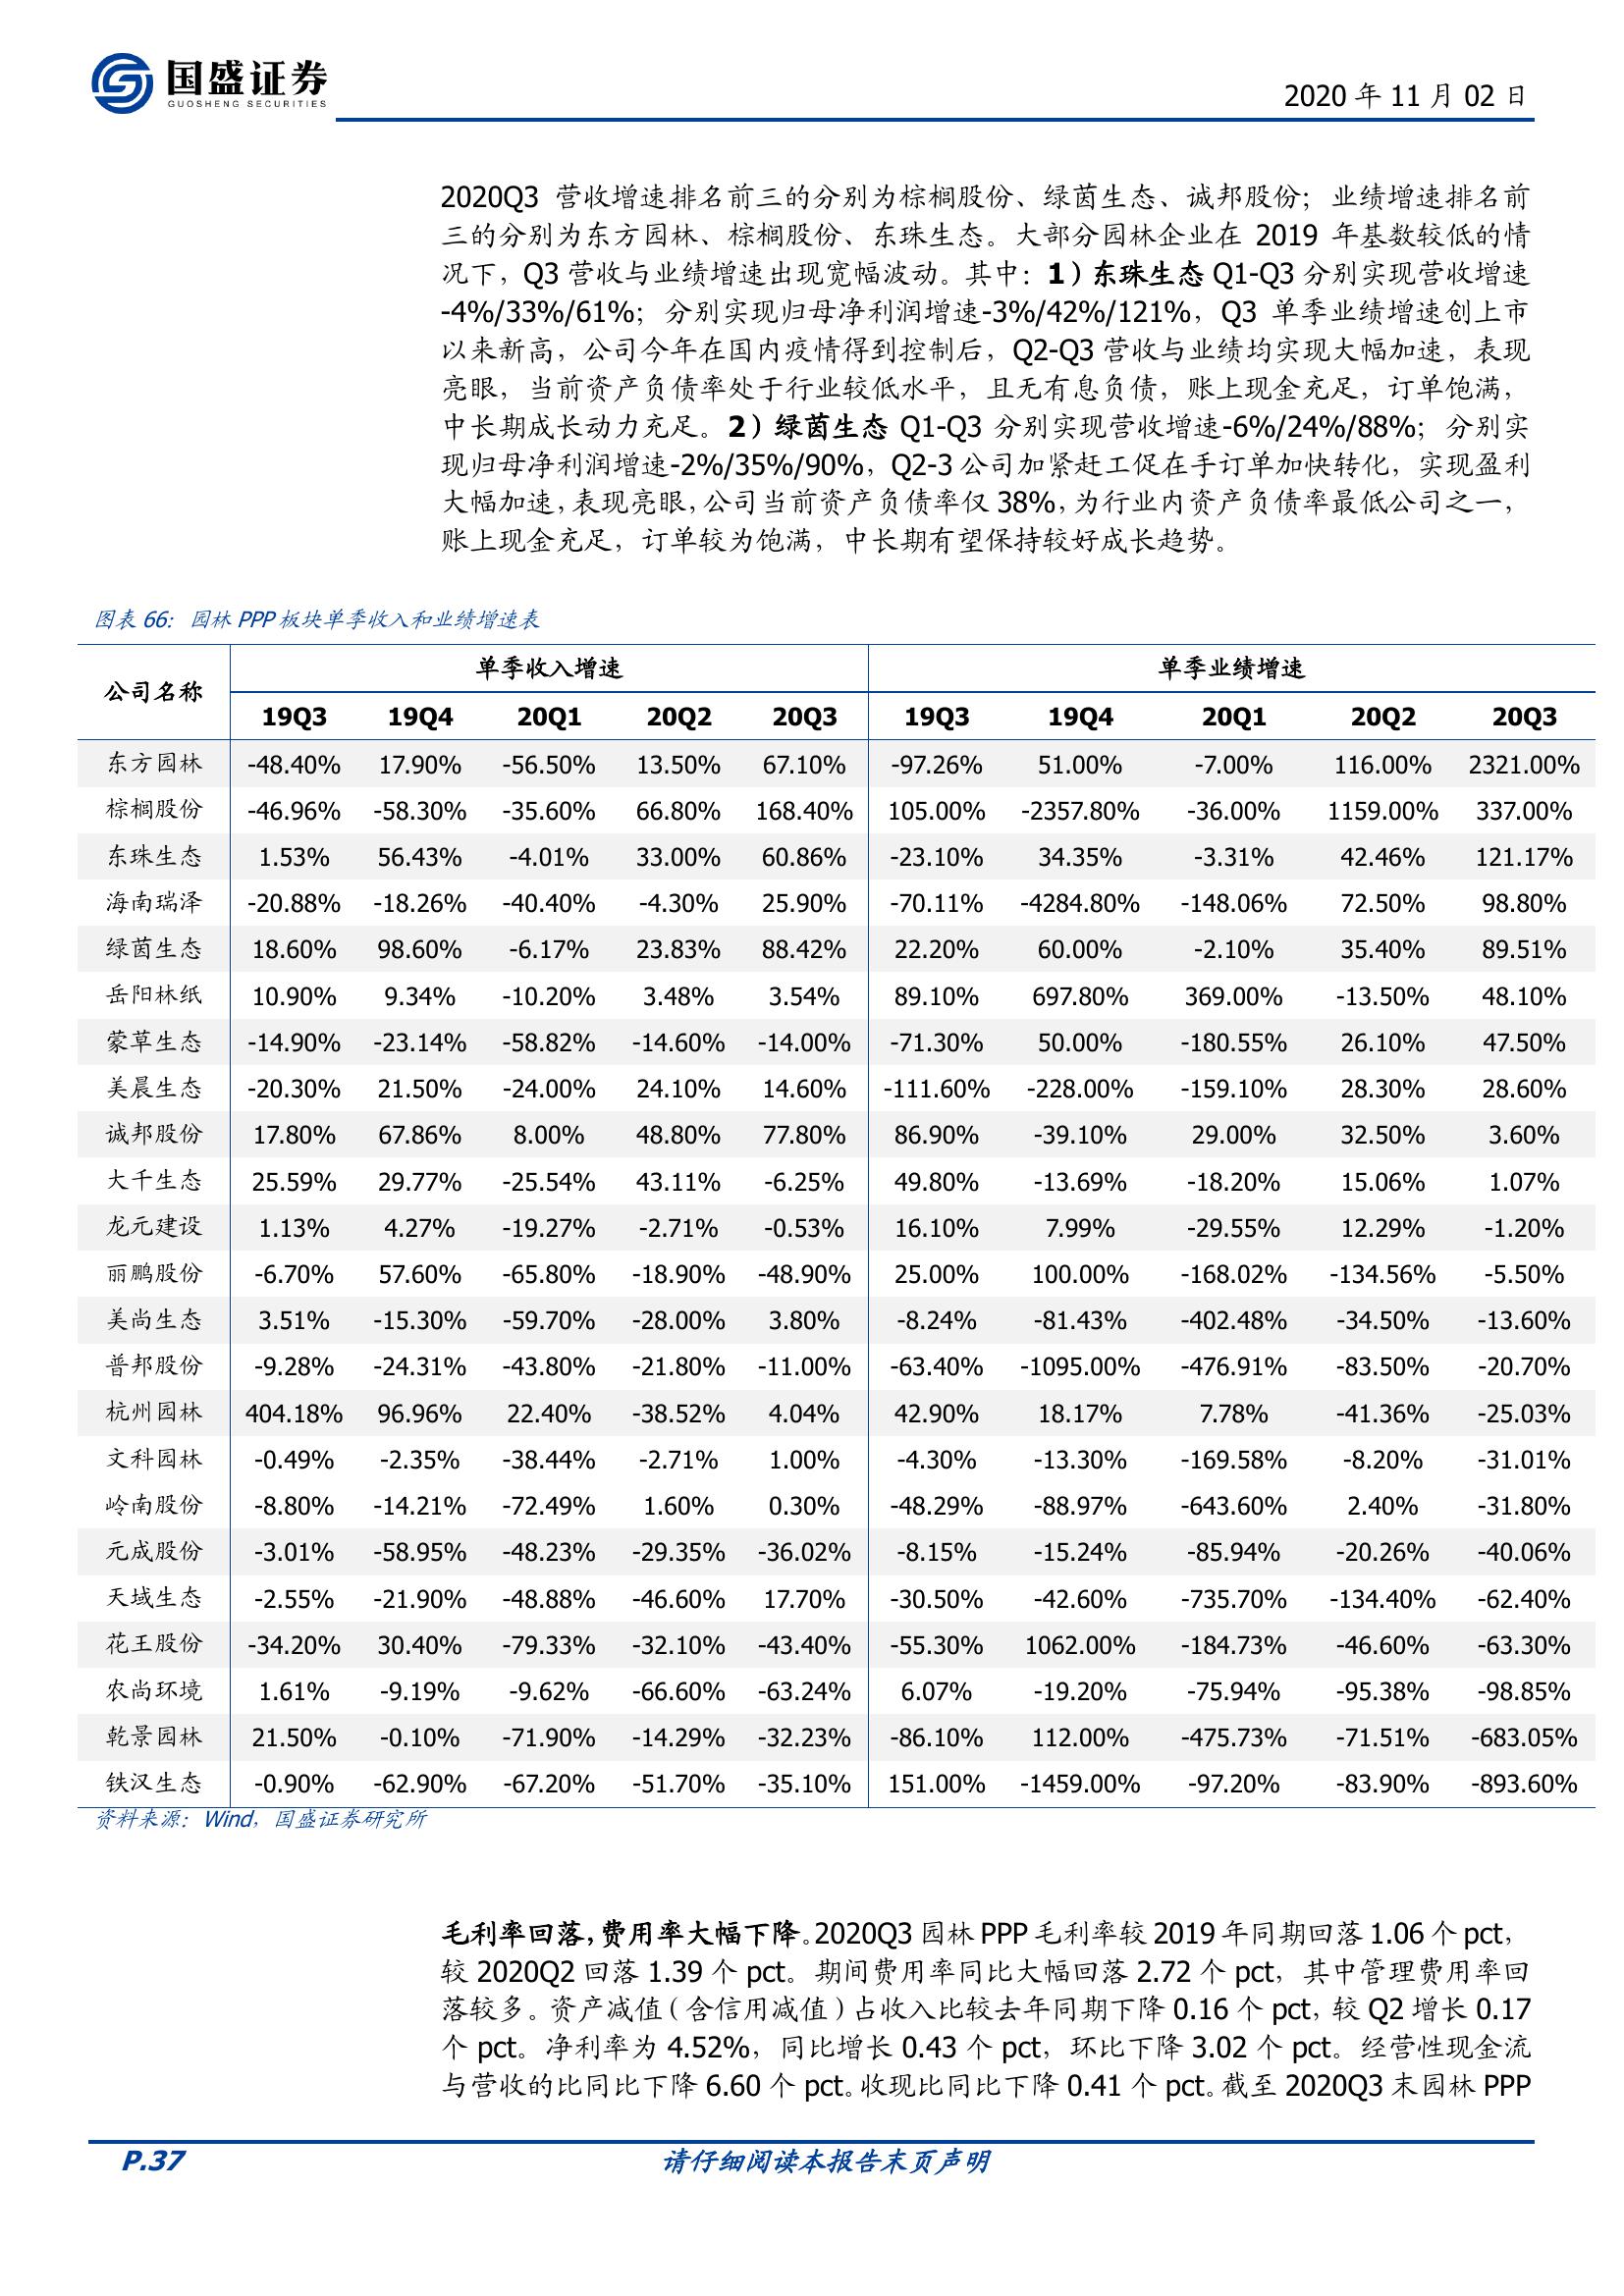 国盛证券
GUOSHENG SECURITIES
2020 年 11 月 02 日
2020Q3 营收增速排名前三的分别为棕榈股份、绿茵生态、诚邦股份；业绩增速排名前
三的分别为东方园林、棕榈股份、东珠生态。大部分园林企业在 2019 年基数较低的情
况下，Q3 营收与业绩增速出现宽幅波动。其中：1）东珠生态 Q1-Q3 分别实现营收增速
-4%/33%/61%；分别实现归母净利润增速-3%/42%/121%，Q3 单季业绩增速创上市
以来新高，公司今年在国内疫情得到控制后，Q2-Q3 营收与业绩均实现大幅加速，表现
亮眼，当前资产负债率处于行业较低水平，且无有息负债，账上现金充足，订单饱满，
中长期成长动力充足。2）绿茵生态 Q1-Q3 分别实现营收增速-6%/24%/88%；分别实
现归母净利润增速-2%/35%/90%，Q2-3 公司加紧赶工促在手订单加快转化，实现盈利
大幅加速，表现亮眼，公司当前资产负债率仅 38%，为行业内资产负债率最低公司之一，
账上现金充足，订单较为饱满，中长期有望保持较好成长趋势。
图表 66： 园林 PPP 板块单季收入和业绩增速表
公司名称 单季收入增速 单季业绩增速
19Q3 19Q4 20Q1 20Q2 20Q3 19Q3 19Q4 20Q1 20Q2 20Q3
东方园林 -48.40% 17.90% -56.50% 13.50% 67.10% -97.26% 51.00% -7.00% 116.00% 2321.00%
棕榈股份 -46.96% -58.30% -35.60% 66.80% 168.40% 105.00% -2357.80% -36.00% 1159.00% 337.00%
东珠生态 1.53% 56.43% -4.01% 33.00% 60.86% -23.10% 34.35% -3.31% 42.46% 121.17%
海南瑞泽 -20.88% -18.26% -40.40% -4.30% 25.90% -70.11% -4284.80% -148.06% 72.50% 98.80%
绿茵生态 18.60% 98.60% -6.17% 23.83% 88.42% 22.20% 60.00% -2.10% 35.40% 89.51%
岳阳林纸 10.90% 9.34% -10.20% 3.48% 3.54% 89.10% 697.80% 369.00% -13.50% 48.10%
蒙草生态 -14.90% -23.14% -58.82% -14.60% -14.00% -71.30% 50.00% -180.55% 26.10% 47.50%
美晨生态 -20.30% 21.50% -24.00% 24.10% 14.60% -111.60% -228.00% -159.10% 28.30% 28.60%
诚邦股份 17.80% 67.86% 8.00% 48.80% 77.80% 86.90% -39.10% 29.00% 32.50% 3.60%
大千生态 25.59% 29.77% -25.54% 43.11% -6.25% 49.80% -13.69% -18.20% 15.06% 1.07%
龙元建设 1.13% 4.27% -19.27% -2.71% -0.53% 16.10% 7.99% -29.55% 12.29% -1.20%
丽鹏股份 -6.70% 57.60% -65.80% -18.90% -48.90% 25.00% 100.00% -168.02% -134.56% -5.50%
美尚生态 3.51% -15.30% -59.70% -28.00% 3.80% -8.24% -81.43% -402.48% -34.50% -13.60%
普邦股份 -9.28% -24.31% -43.80% -21.80% -11.00% -63.40% -1095.00% -476.91% -83.50% -20.70%
杭州园林 404.18% 96.96% 22.40% -38.52% 4.04% 42.90% 18.17% 7.78% -41.36% -25.03%
文科园林 -0.49% -2.35% -38.44% -2.71% 1.00% -4.30% -13.30% -169.58% -8.20% -31.01%
岭南股份 -8.80% -14.21% -72.49% 1.60% 0.30% -48.29% -88.97% -643.60% 2.40% -31.80%
元成股份 -3.01% -58.95% -48.23% -29.35% -36.02% -8.15% -15.24% -85.94% -20.26% -40.06%
天域生态 -2.55% -21.90% -48.88% -46.60% 17.70% -30.50% -42.60% -735.70% -134.40% -62.40%
花王股份 -34.20% 30.40% -79.33% -32.10% -43.40% -55.30% 1062.00% -184.73% -46.60% -63.30%
农尚环境 1.61% -9.19% -9.62% -66.60% -63.24% 6.07% -19.20% -75.94% -95.38% -98.85%
乾景园林 21.50% -0.10% -71.90% -14.29% -32.23% -86.10% 112.00% -475.73% -71.51% -683.05%
铁汉生态 -0.90% -62.90% -67.20% -51.70% -35.10% 151.00% -1459.00% -97.20% -83.90% -893.60%
资料来源：Wind，国盛证券研究所
毛利率回落，费用率大幅下降。2020Q3 园林 PPP 毛利率较 2019 年同期回落 1.06 个 pct，
较 2020Q2 回落 1.39 个 pct。期间费用率同比大幅回落 2.72 个 pct，其中管理费用率回
落较多。资产减值（含信用减值）占收入比较去年同期下降 0.16 个 pct，较 Q2 增长 0.17
个 pct。净利率为 4.52%，同比增长 0.43 个 pct，环比下降 3.02 个 pct。经营性现金流
与营收的比同比下降 6.60 个 pct。收现比同比下降 0.41 个 pct。截至 2020Q3 末园林 PPP
P.37 请仔细阅读本报告末页声明